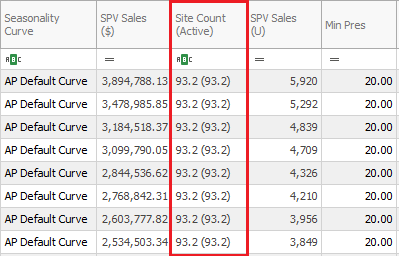 Seasonality Curve SPV Sales ($) Site Count (Active) SPV Sales (U) Min Pres
ABC = ABC = =
AP Default Curve 3,894,788.13 93.2 (93.2) 5,920 20.00
AP Default Curve 3,478,985.85 93.2 (93.2) 5,292 20.00
AP Default Curve 3,184,518.37 93.2 (93.2) 4,839 20.00
AP Default Curve 3,099,790.05 93.2 (93.2) 4,709 20.00
AP Default Curve 2,844,536.62 93.2 (93.2) 4,326 20.00
AP Default Curve 2,768,842.31 93.2 (93.2) 4,210 20.00
AP Default Curve 2,603,777.82 93.2 (93.2) 3,956 20.00
AP Default Curve 2,534,503.34 93.2 (93.2) 3,849 20.00